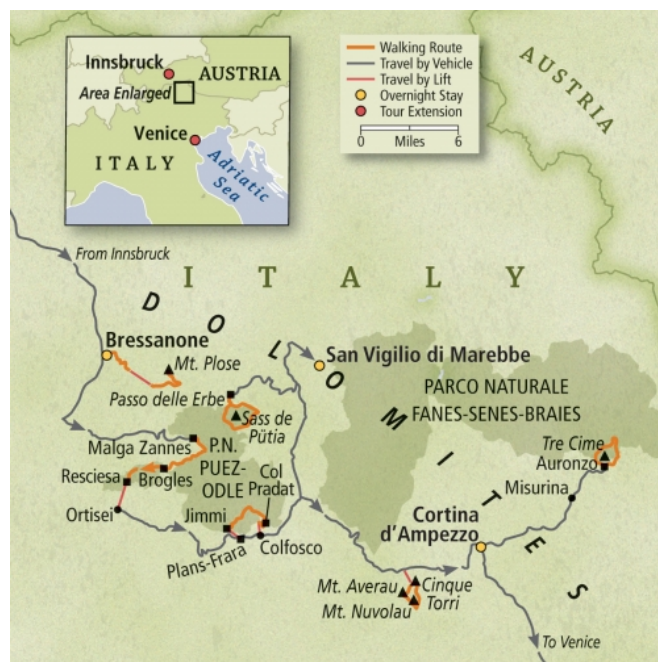 Innsbruck
AUSTRIA
Area Enlarged
Venice
ITALY
Adriatic
Sea
Walking Route
Travel by Vehicle
Travel by Lift
Overnight Stay
Tour Extension
0 6
Miles
AUSTRIA
From Innsbruck
ITALY
DOLOMITES
Bressanone
Mt. Plose
San Vigilio di Marebbe
Passo delle Erbe
PARCO NATURALE
FANES-SENES-BRAIES
Sass de
Pütia
Malga Zannes
P.N.
PUEZ-
ODLE
Tre Cime
Auronzo
Resciesa
Brogles
Col
Pradat
Misurina
Ortisei
Jimmi
Cortina
d'Ampezzo
Plans-Frara
Colfosco
Mt. Averau
Cinque
Torri
Mt. Nuvolau
To Venice